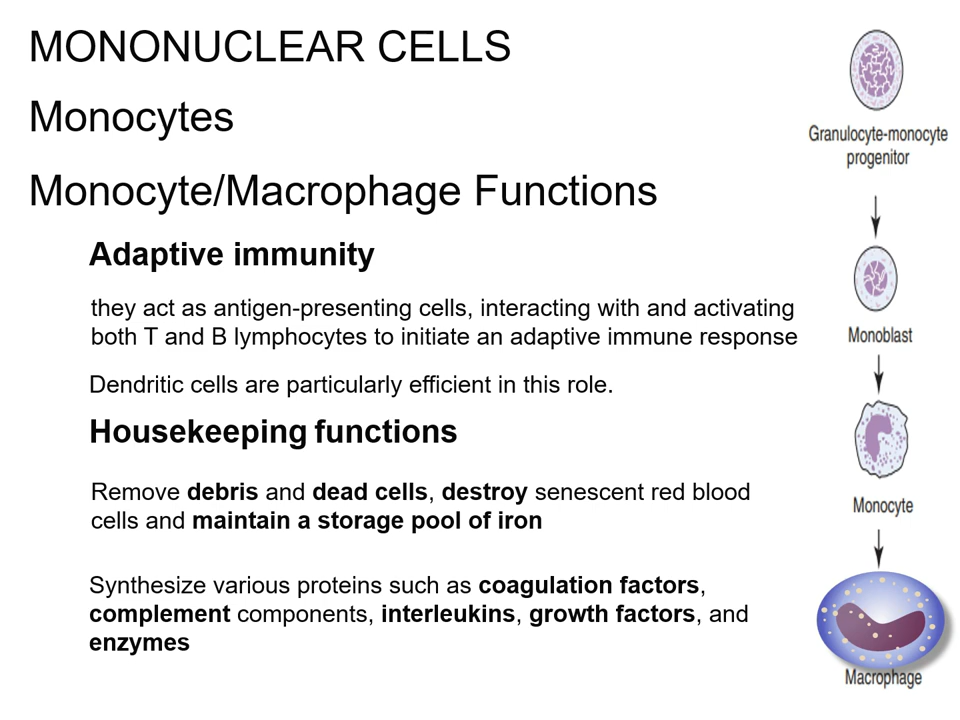 MONONUCLEAR CELLS
Monocytes
Monocyte/Macrophage Functions
Adaptive immunity
they act as antigen-presenting cells, interacting with and activating
both T and B lymphocytes to initiate an adaptive immune response
Dendritic cells are particularly efficient in this role.
Housekeeping functions
Remove debris and dead cells, destroy senescent red blood
cells and maintain a storage pool of iron
Synthesize various proteins such as coagulation factors,
complement components, interleukins, growth factors, and
enzymes
Granulocyte-monocyte
progenitor
Monoblast
Monocyte
Macrophage